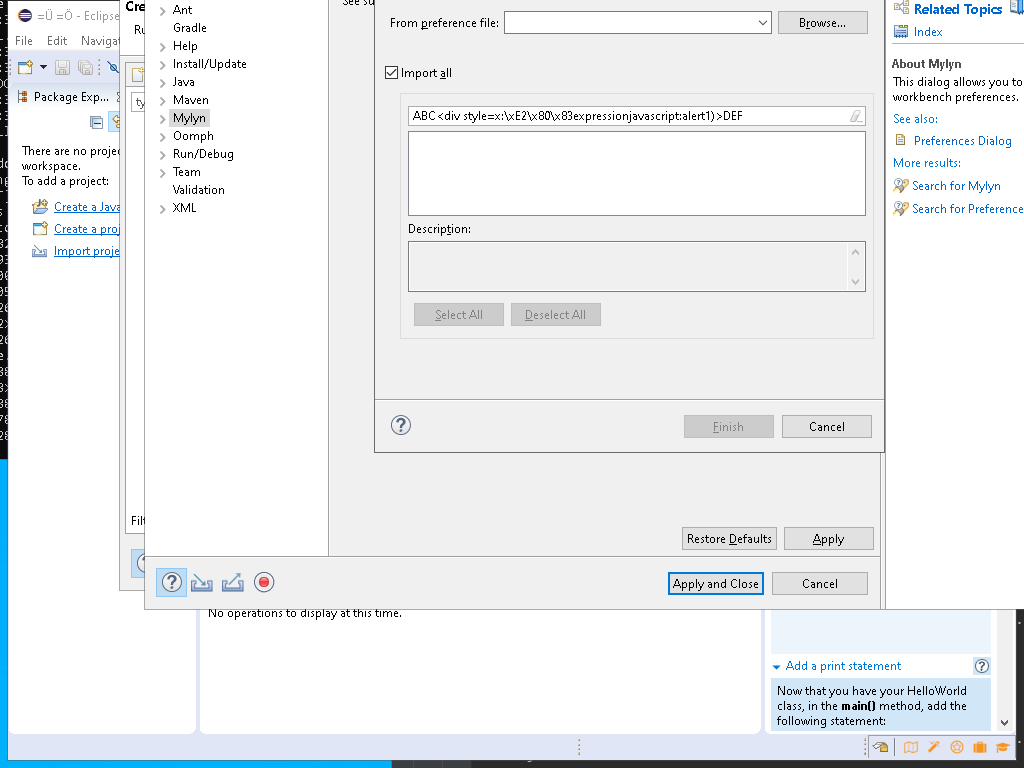 =Ü =Ö - Eclipse
File Edit Navigat
Package Exp...
There are no proje
workspace.
To add a project:
Create a Java
Create a proj
Import proje
Cre
Ru
ty
Filt
Ant
Gradle
Help
Install/Update
Java
Maven
Mylyn
Oomph
Run/Debug
Team
Validation
XML
From preference file:
Browse...
Import all
ABC<div style=x:\xE2\x80\x83expressionjavascript:alert1)>DEF
Description:
Select All
Deselect All
Finish
Cancel
Restore Defaults
Apply
Apply and Close
Cancel
Related Topics
Index
About Mylyn
This dialog allows you to
workbench preferences.
See also:
Preferences Dialog
More results:
Search for Mylyn
Search for Preference
No operations to display at this time.
Add a print statement
Now that you have your HelloWorld
class, in the main() method, add the
following statement: